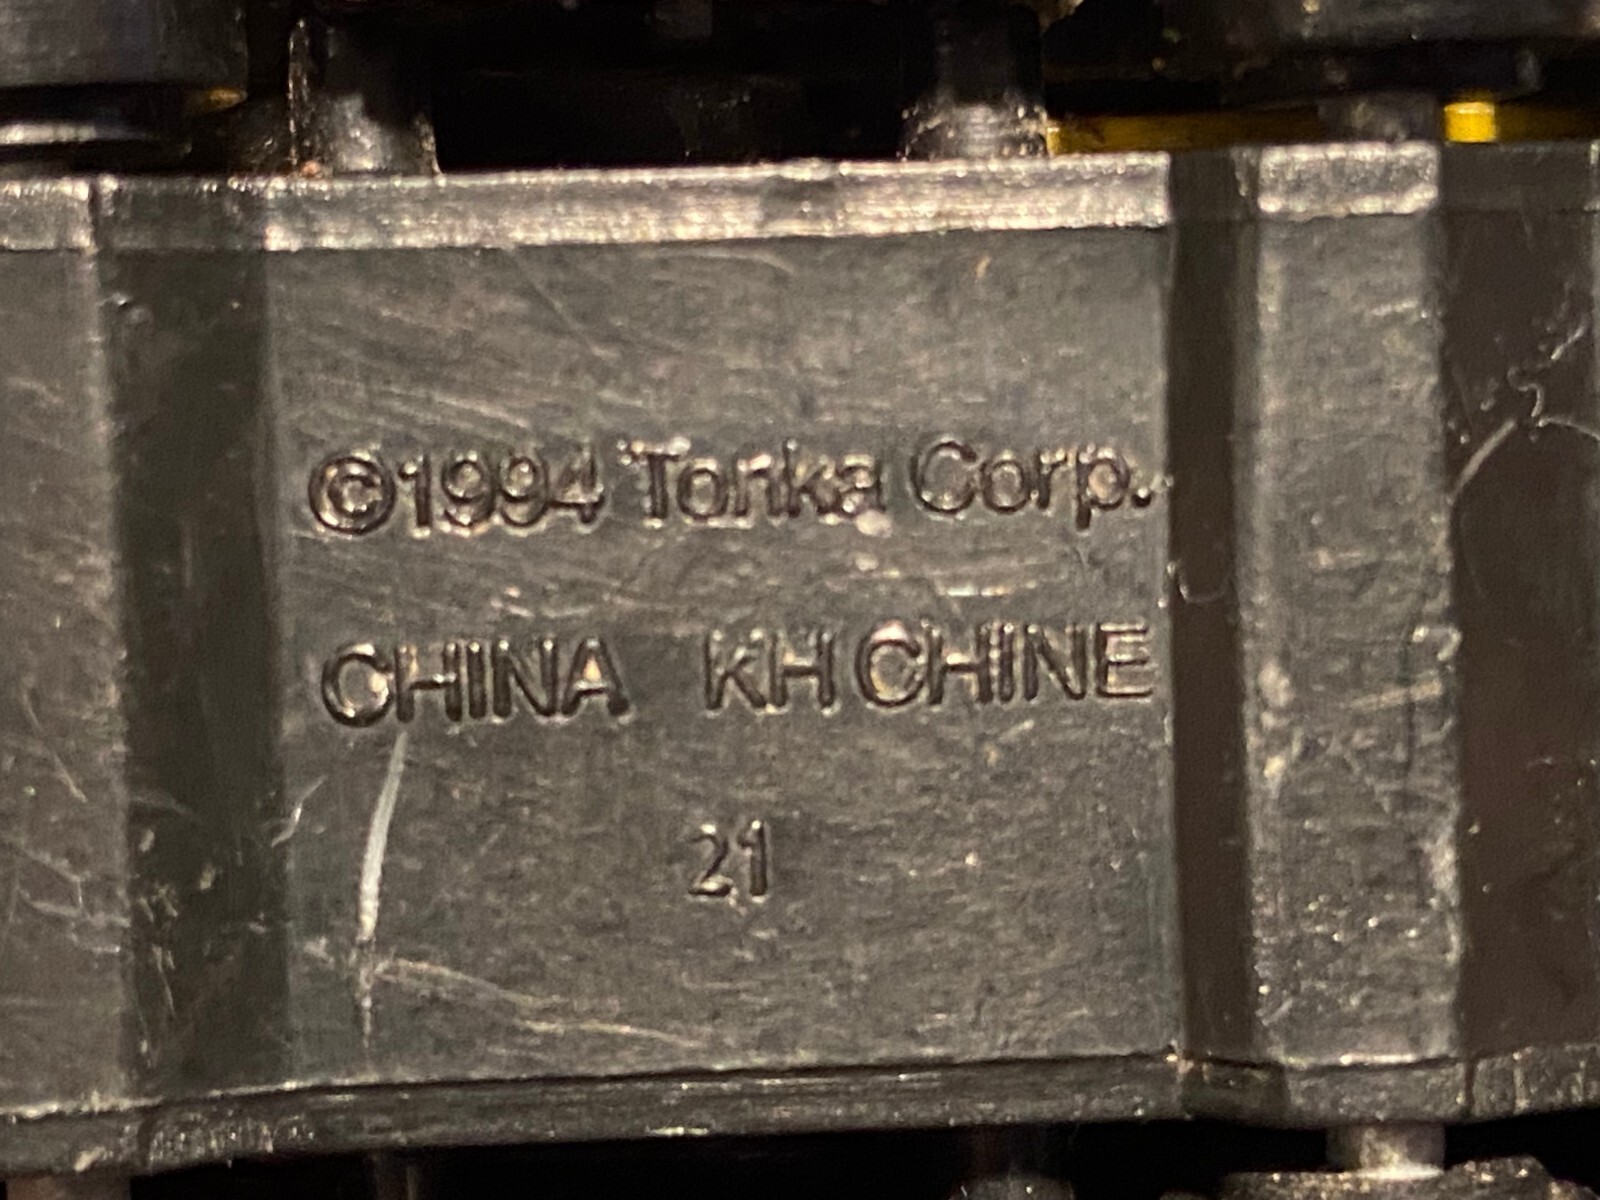 ©1994 Tonka Corp.
CHINA KH CHINE
21